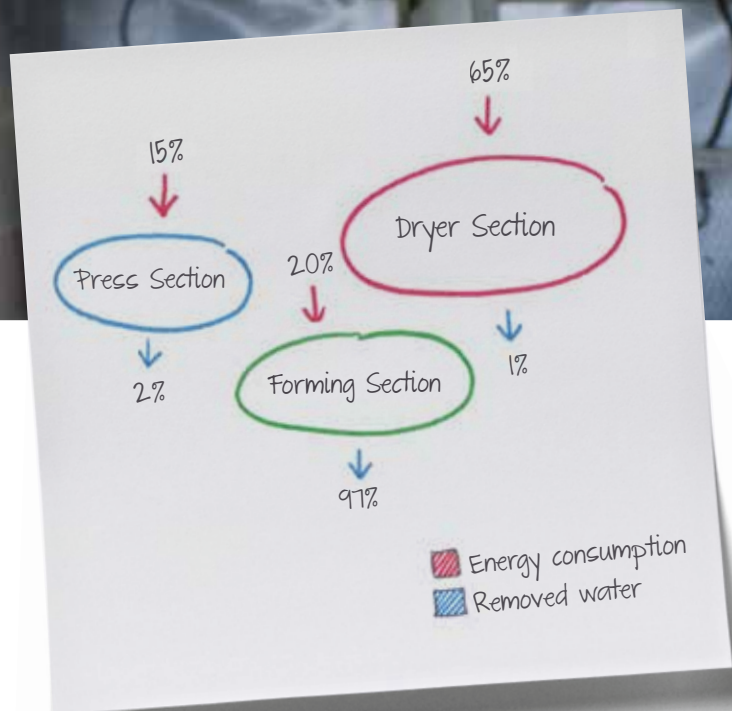 65%
15%
Dryer Section
20%
Press Section
1%
Forming Section
2%
97%
Energy consumption
Removed water